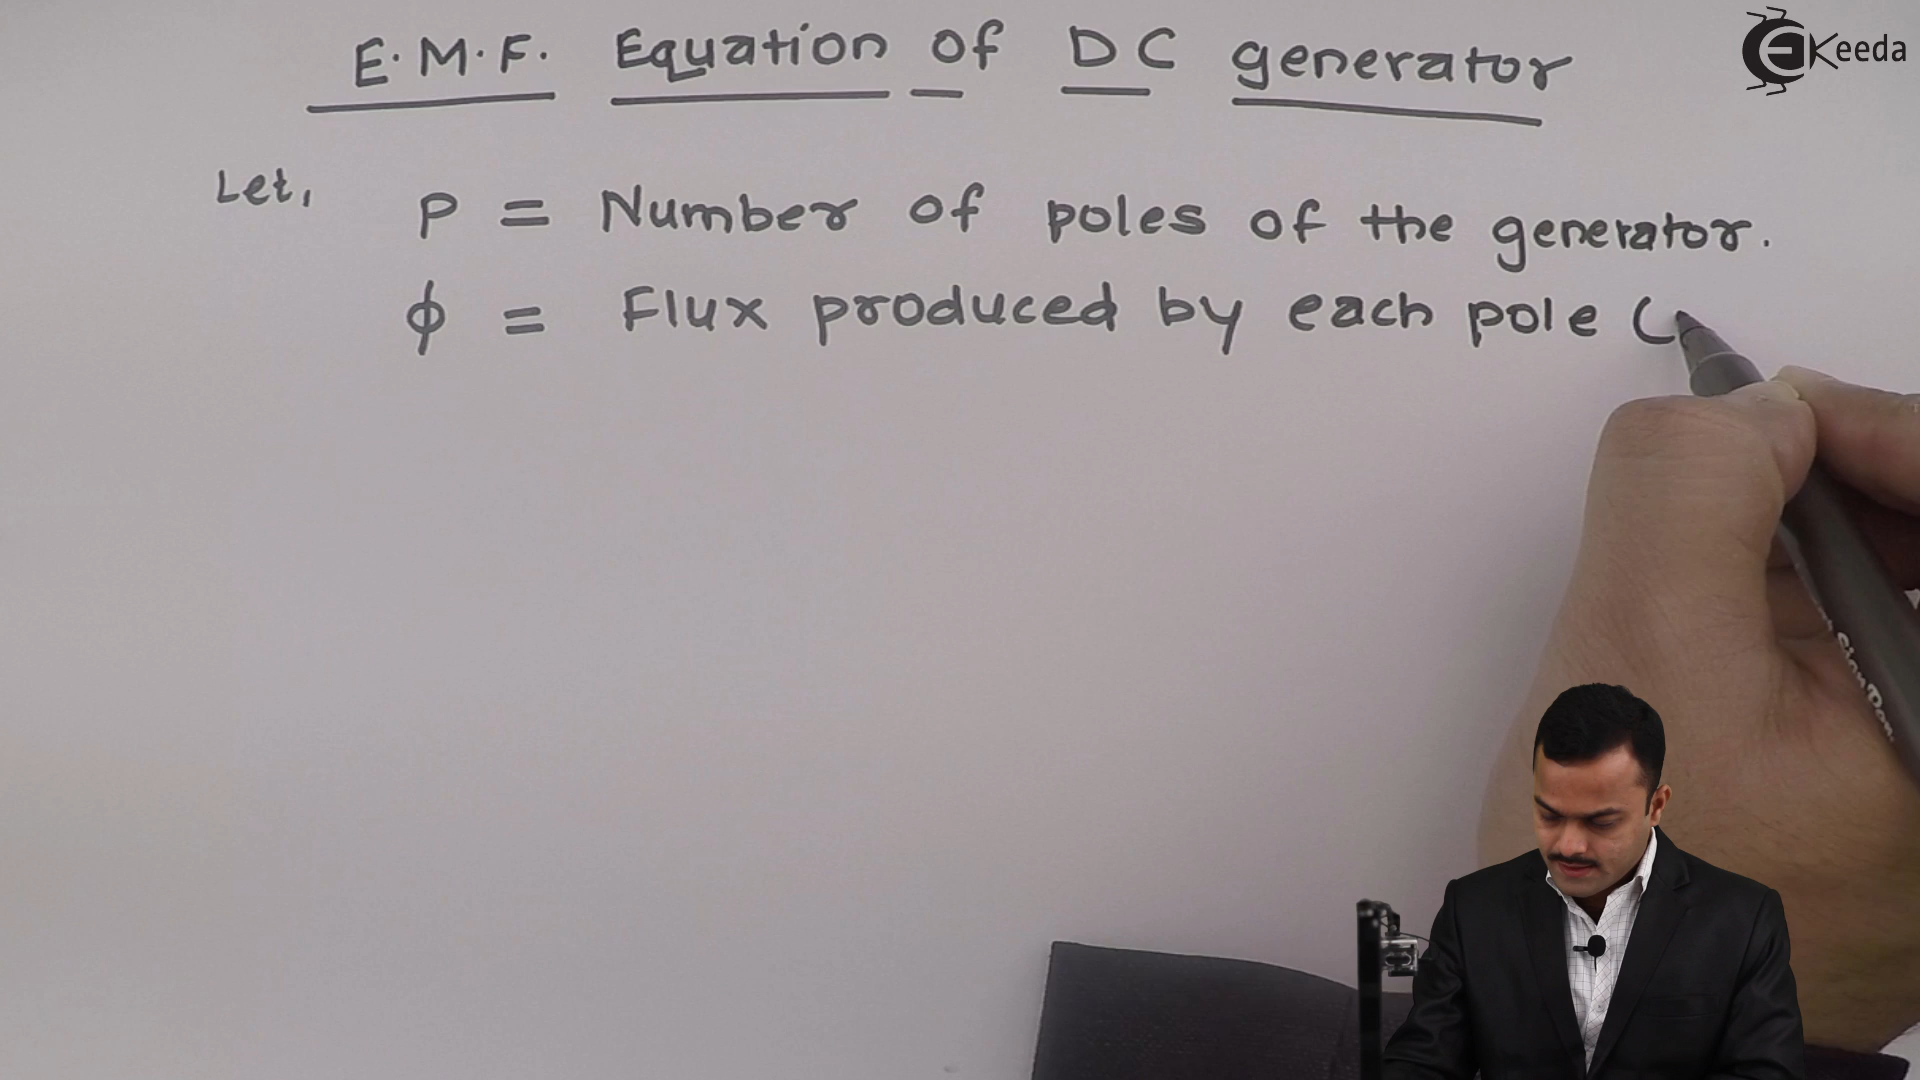 E.M.F. Equation of DC generator
EKeeda
Let, P = Number of poles of the generator.
ϕ = Flux produced by each pole (